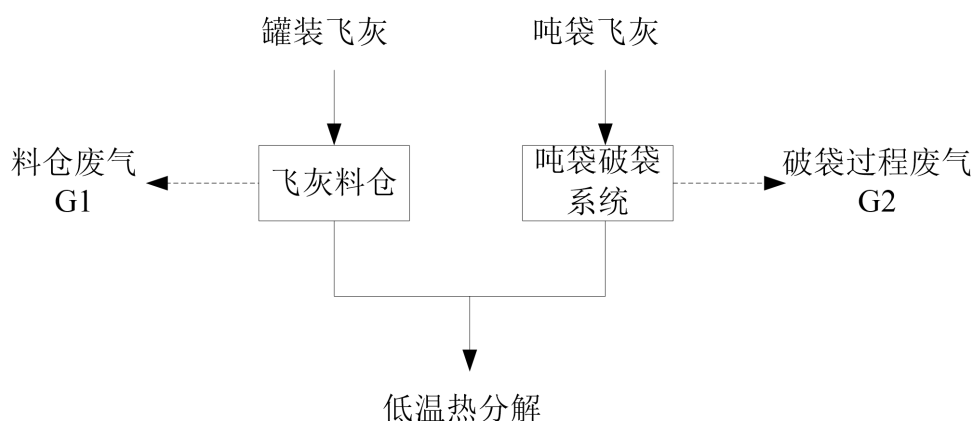 罐装飞灰
吨袋飞灰
料仓废气
G1
飞灰料仓
吨袋破袋
系统
破袋过程废气
G2
低温热分解